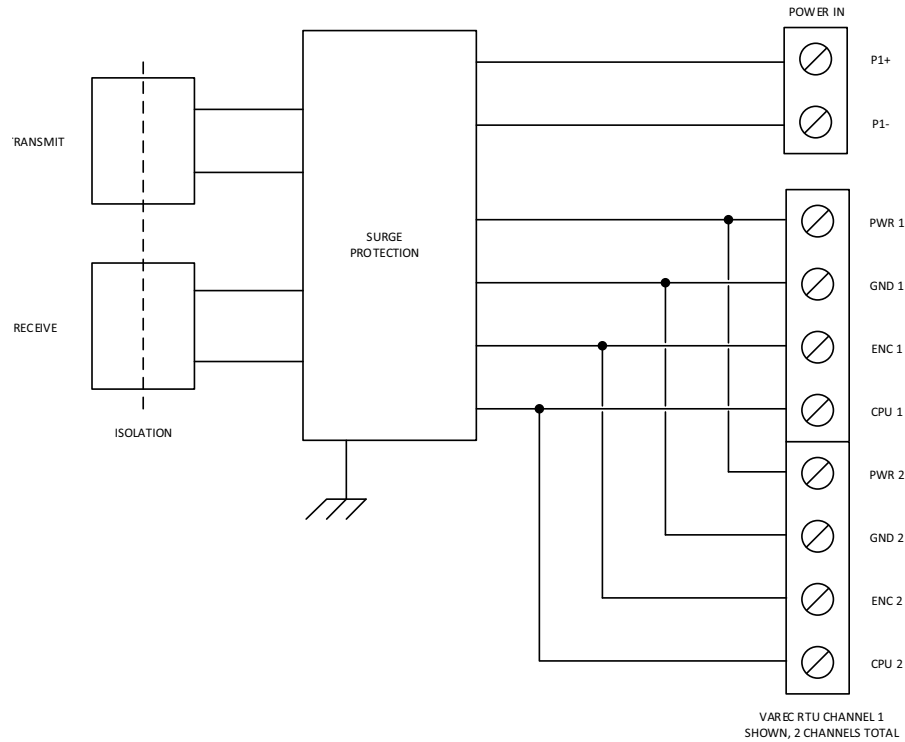 POWER IN
P1+
P1-
RANSMIT
SURGE
PROTECTION
RECEIVE
ISOLATION
PWR 1
GND 1
ENC 1
CPU 1
PWR 2
GND 2
ENC 2
CPU 2
VAREC RTU CHANNEL 1
SHOWN, 2 CHANNELS TOTAL